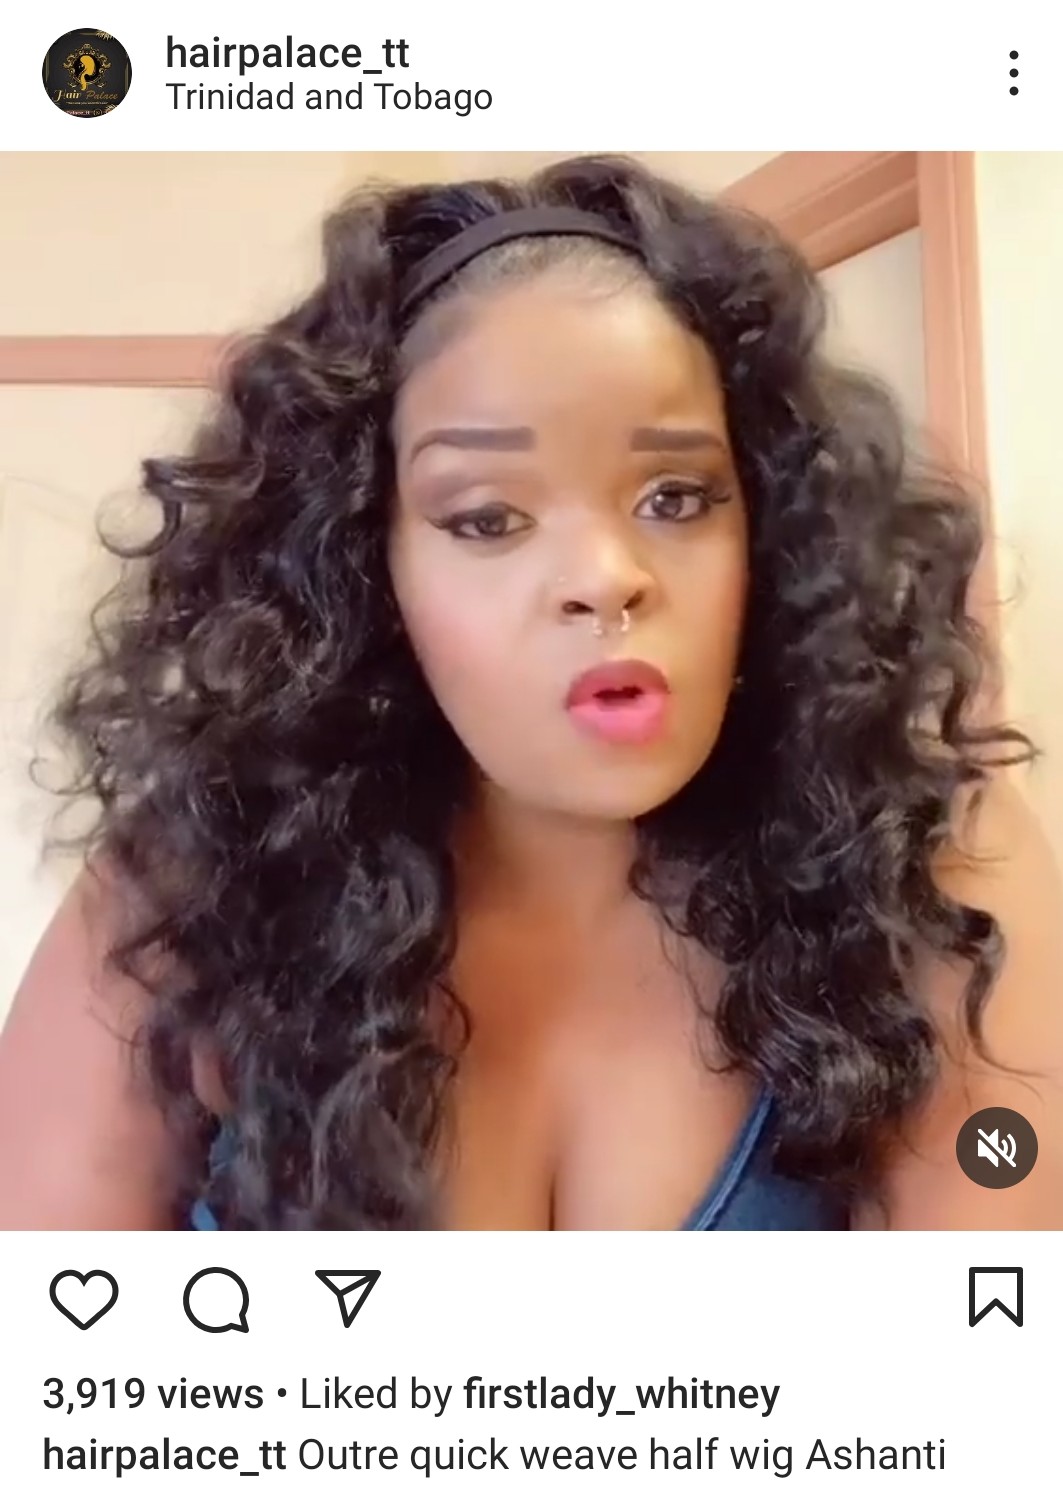 hairpalace_tt
Trinidad and Tobago
Hair Palace
3,919 views • Liked by firstlady_whitney
hairpalace_tt Outre quick weave half wig Ashanti